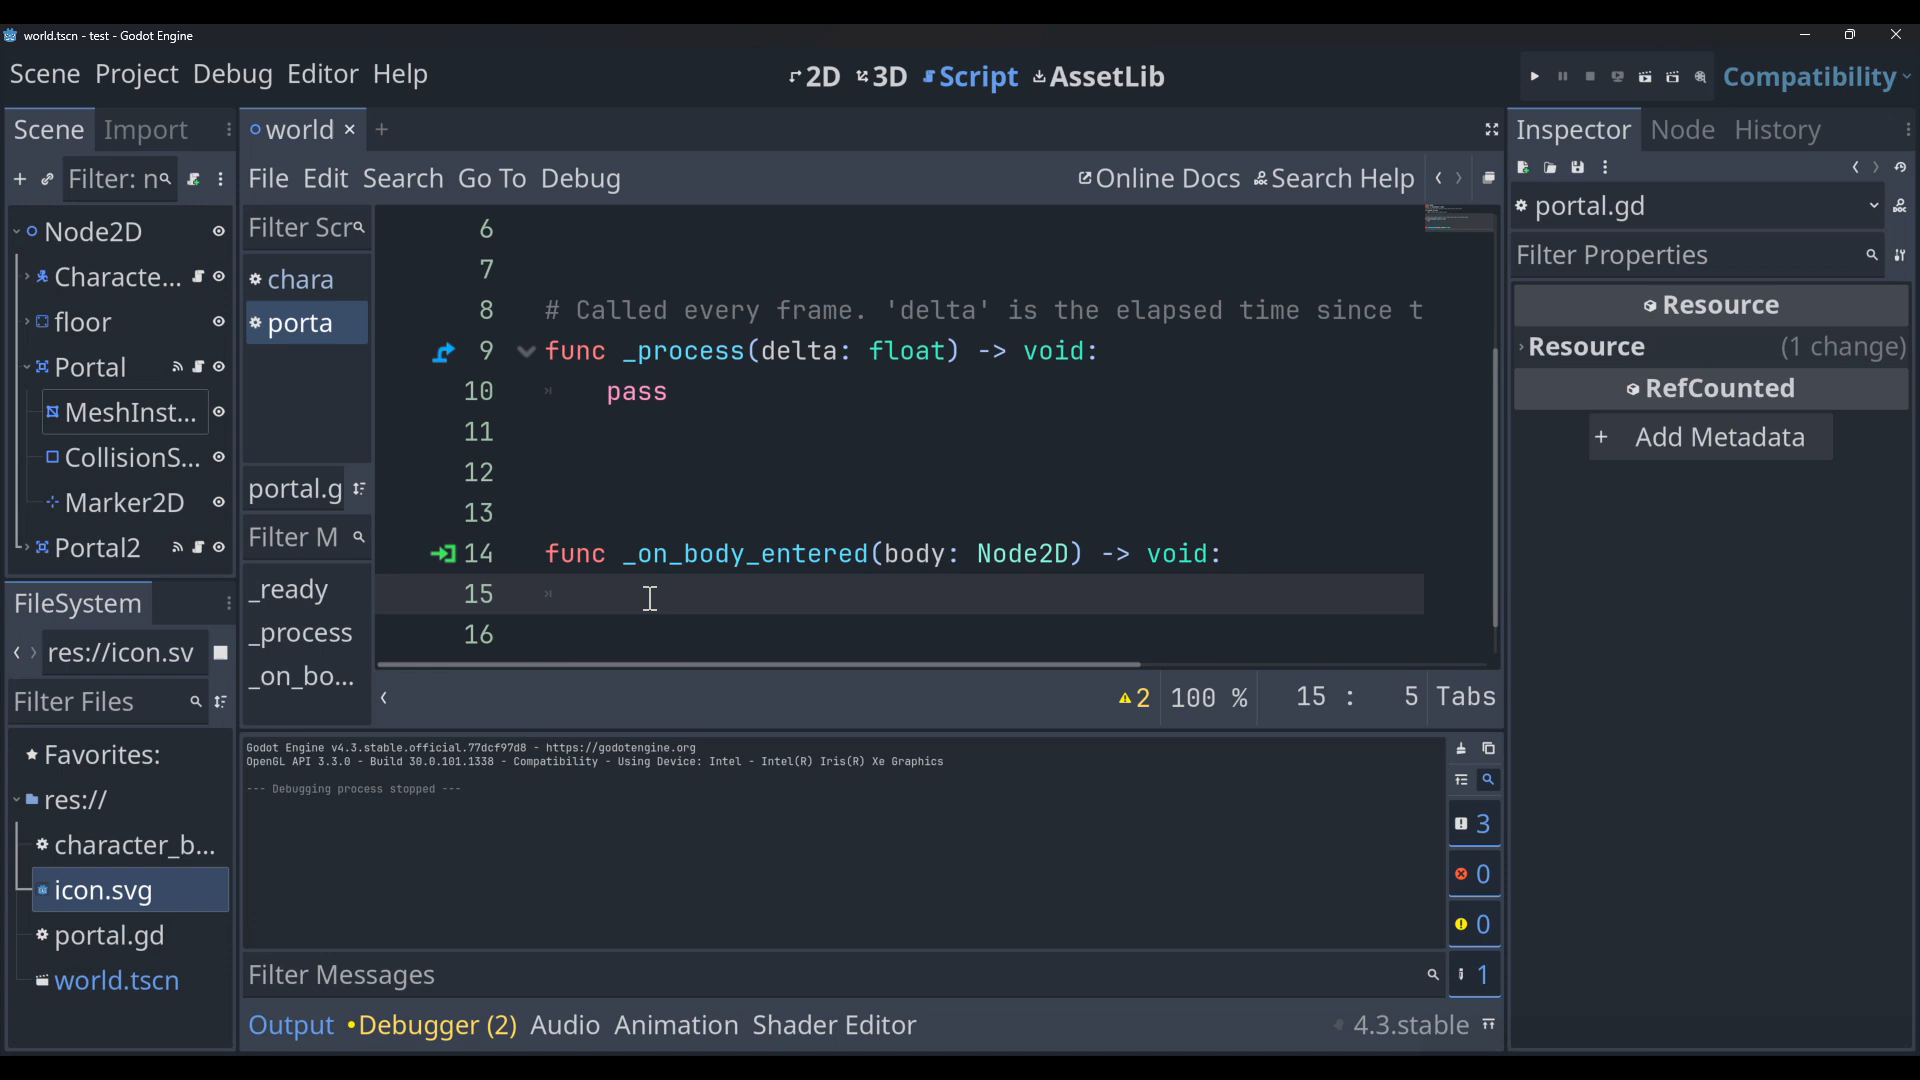 world.tscn - test - Godot Engine
Scene Project Debug Editor Help
2D 3D Script AssetLib
Compatibility
Scene Import
world
Inspector Node History
Filter: n
File Edit Search Go To Debug
Online Docs Search Help
portal.gd
Filter Properties
Resource
Resource (1 change)
RefCounted
+ Add Metadata
Node2D
Characte...
floor
Portal
MeshInst...
CollisionS...
Marker2D
Portal2
Filter Scr
chara
porta
portal.g
Filter M
_ready
_process
_on_bo...
6
7
8 # Called every frame. 'delta' is the elapsed time since t
9 func _process(delta: float) -> void:
10 pass
11
12
13
14 func _on_body_entered(body: Node2D) -> void:
15
16
2 100 % 15 : 5 Tabs
FileSystem
res://icon.sv
Filter Files
Favorites:
res://
character_b...
icon.svg
portal.gd
world.tscn
Godot Engine v4.3.stable.official.77dcf97d8 - https://godotengine.org
OpenGL API 3.3.0 - Build 30.0.101.1338 - Compatibility - Using Device: Intel - Intel(R) Iris(R) Xe Graphics
--- Debugging process stopped ---
3
0
0
1
Filter Messages
Output Debugger (2) Audio Animation Shader Editor
4.3.stable